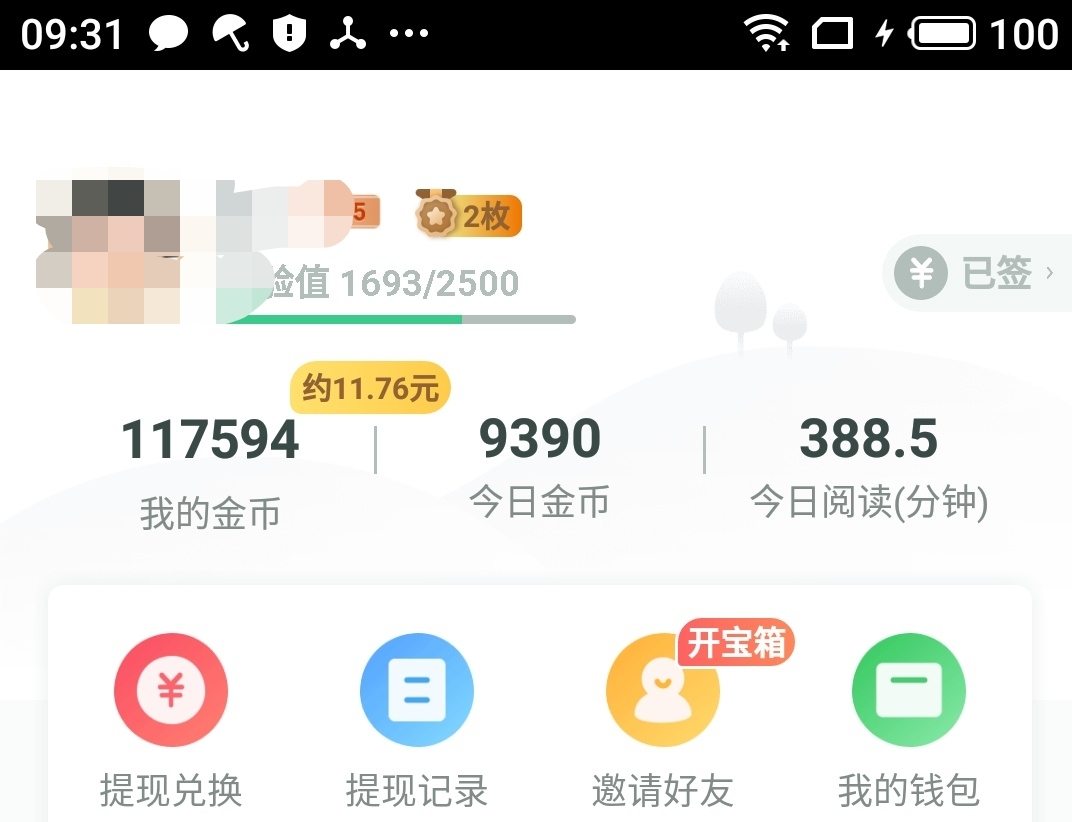 09:31
100
5
2枚
验值 1693/2500
已签
约11.76元
117594
9390
388.5
我的金币
今日金币
今日阅读(分钟)
开宝箱
提现兑换
提现记录
邀请好友
我的钱包